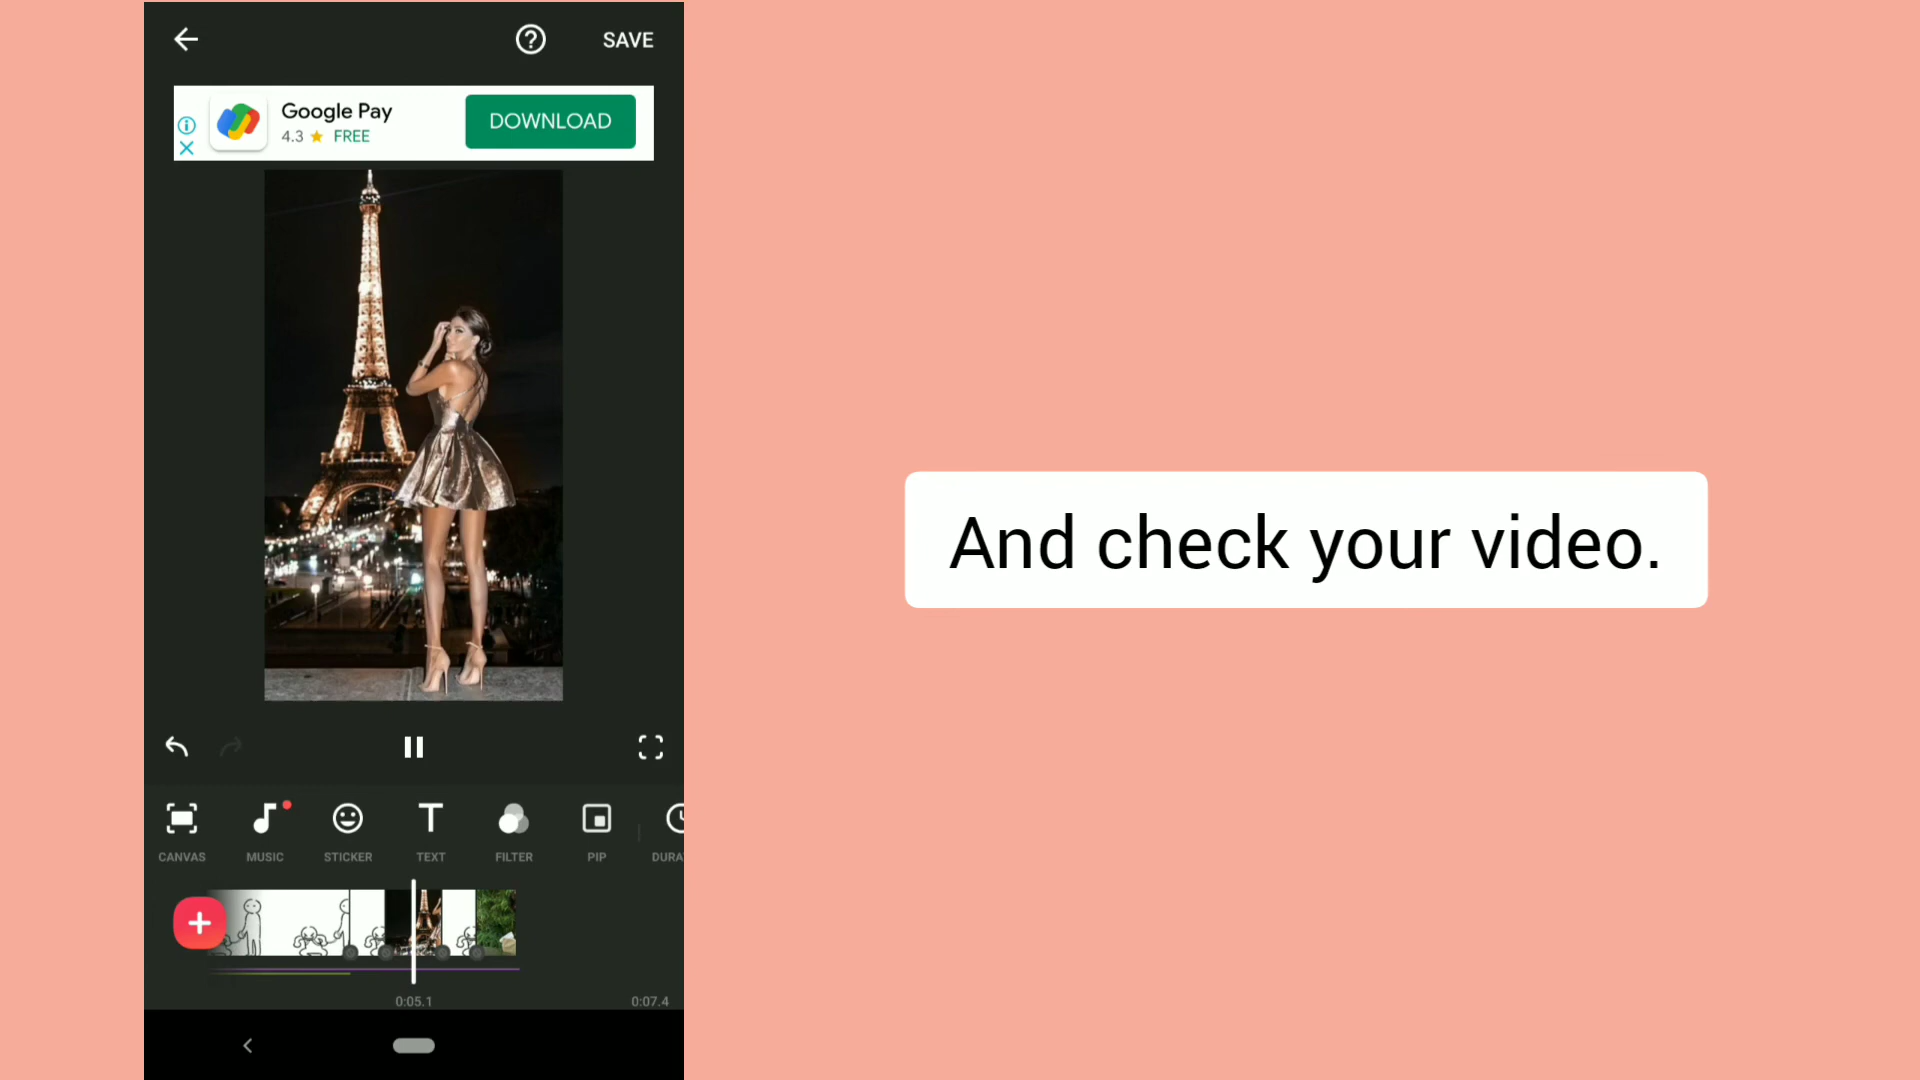 SAVE
Google Pay
4.3 FREE
DOWNLOAD
And check your video.
CANVAS
MUSIC
STICKER
TEXT
FILTER
PIP
DURA
0:05.1
0:07.4